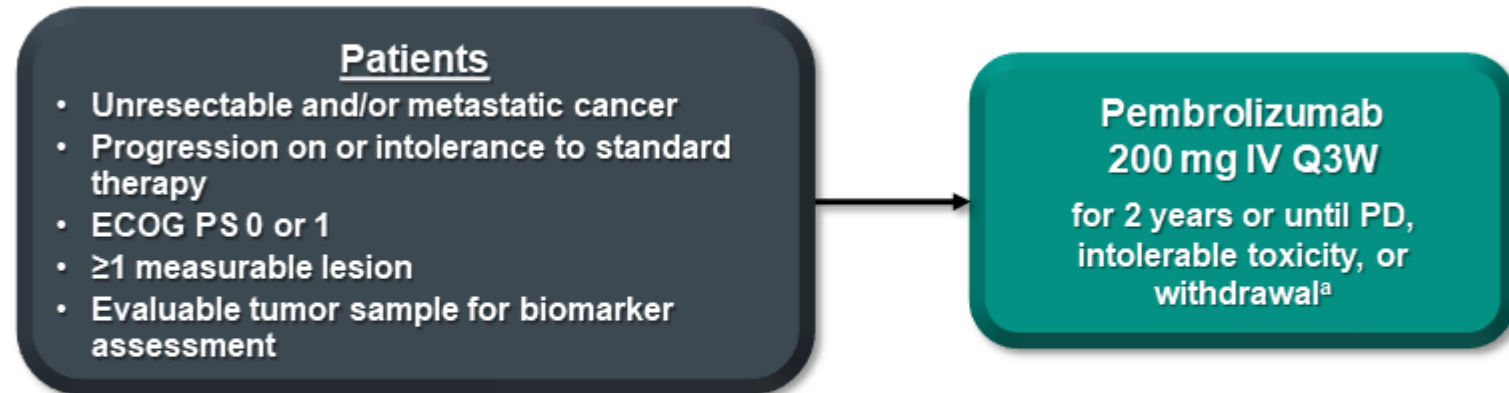 Patients
• Unresectable and/or metastatic cancer
• Progression on or intolerance to standard
therapy
• ECOG PS 0 or 1
• ≥1 measurable lesion
• Evaluable tumor sample for biomarker
assessment
Pembrolizumab
200 mg IV Q3W
for 2 years or until PD,
intolerable toxicity, or
withdrawalᵃ